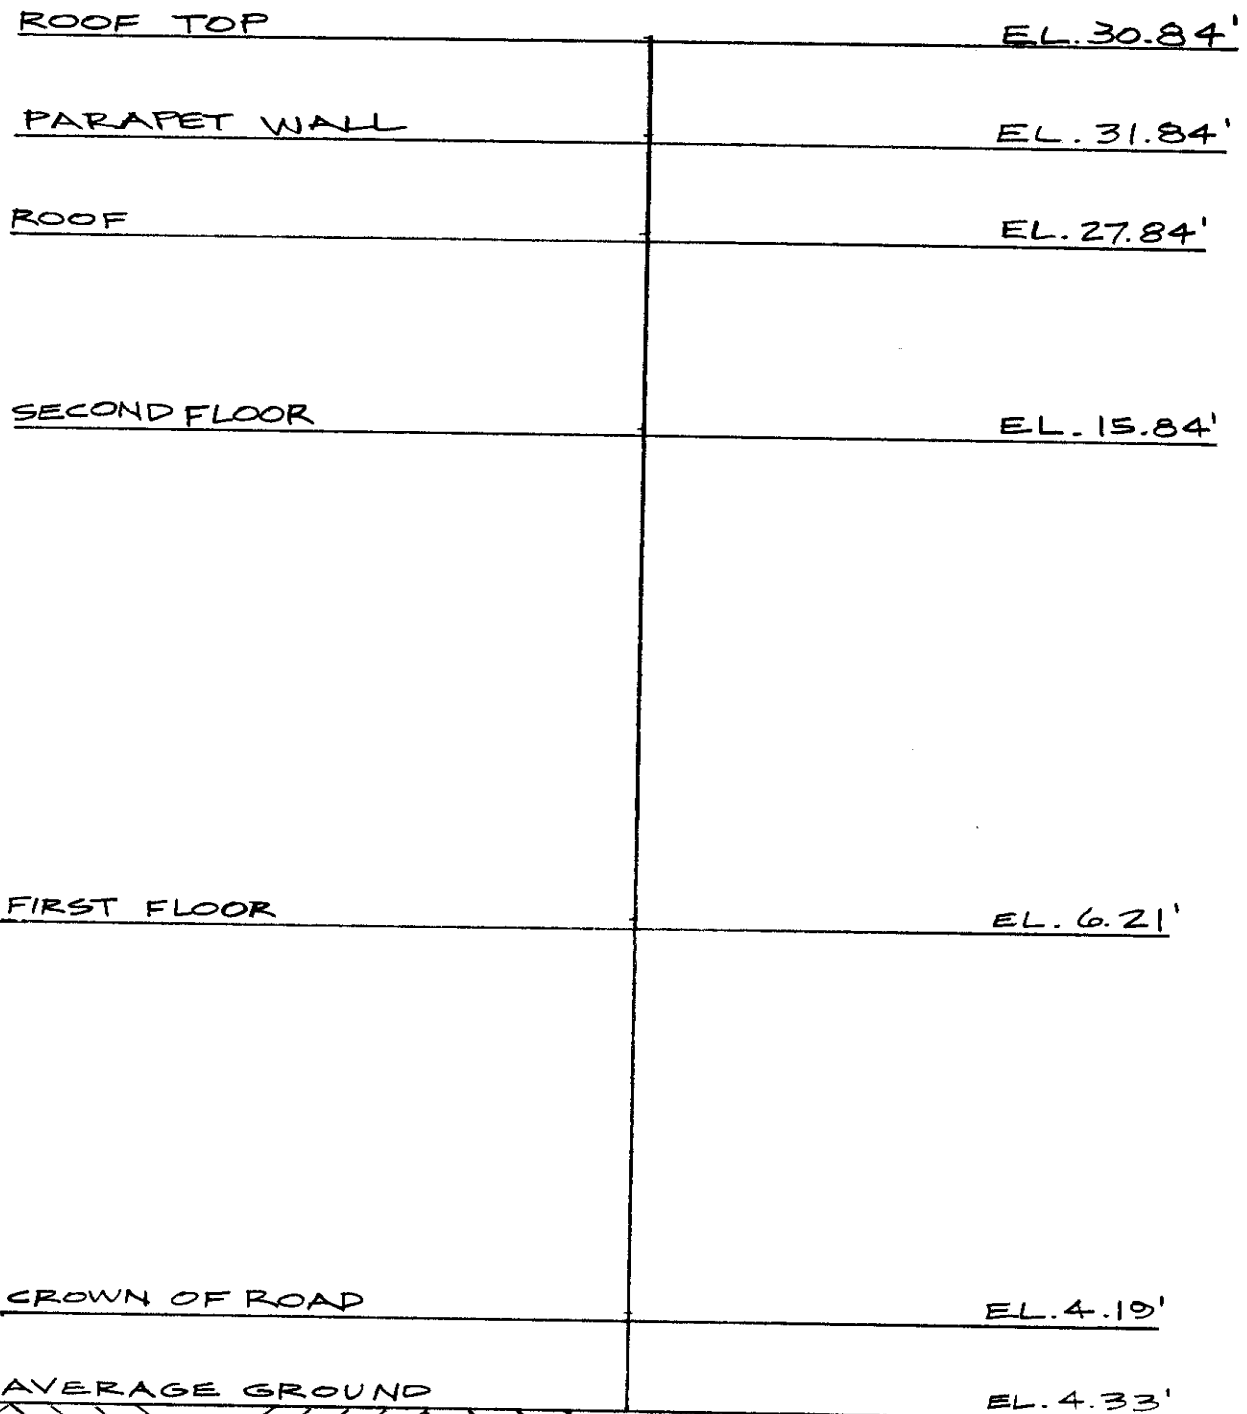 ROOF TOP EL. 30.84'
PARAPET WALL EL. 31.84'
ROOF EL. 27.84'
SECOND FLOOR EL. 15.84'
FIRST FLOOR EL. 6.21'
CROWN OF ROAD EL. 4.19'
AVERAGE GROUND EL. 4.33'